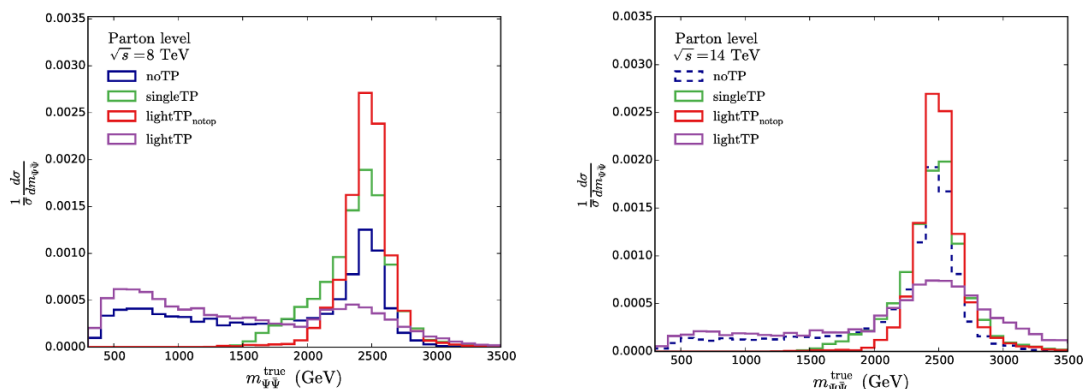 0.0035
0.0030
0.0025
0.0020
0.0015
0.0010
0.0005
0.0000
1/σ dσ/dm_ΨΨ̄
Parton level
√s = 8 TeV
noTP
singleTP
lightTP_notop
lightTP
500 1000 1500 2000 2500 3000 3500
m_ΨΨ̄^true (GeV)
0.0035
0.0030
0.0025
0.0020
0.0015
0.0010
0.0005
0.0000
1/σ dσ/dm_ΨΨ̄
Parton level
√s = 14 TeV
noTP
singleTP
lightTP_notop
lightTP
500 1000 1500 2000 2500 3000 3500
m_ΨΨ̄^true (GeV)